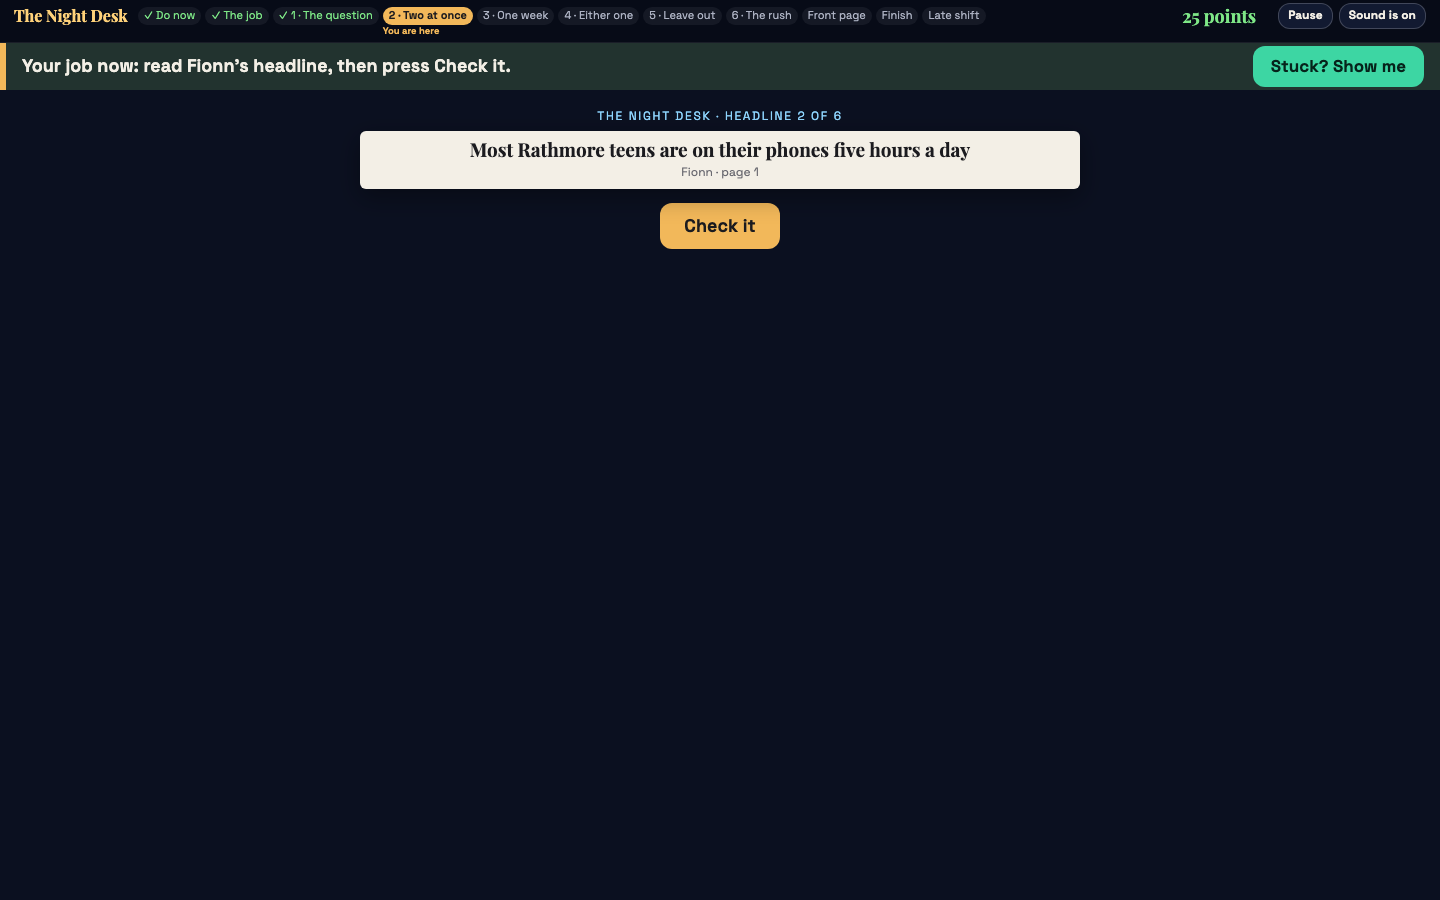 The Night Desk ✓ Do now ✓ The job ✓ 1 · The question 2 · Two at once 3 · One week 4 · Either one 5 · Leave out 6 · The rush Front page Finish Late shift 25 points Pause Sound is on
You are here
Your job now: read Fionn's headline, then press Check it. Stuck? Show me
THE NIGHT DESK · HEADLINE 2 OF 6
Most Rathmore teens are on their phones five hours a day
Fionn · page 1
Check it